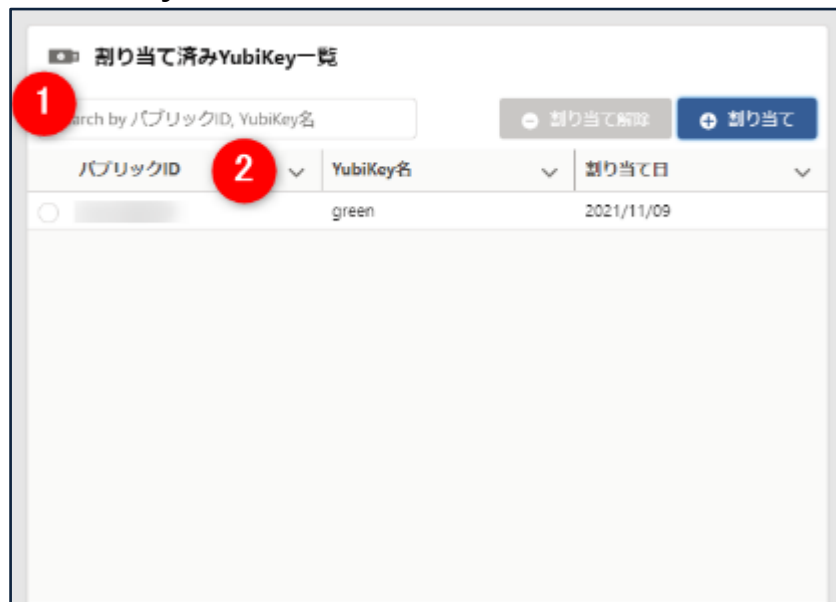 割り当て済みYubiKey一覧
1
arch by パブリックID, YubiKey名
割り当て解除
割り当て
パブリックID
2
YubiKey名
割り当て日
green
2021/11/09